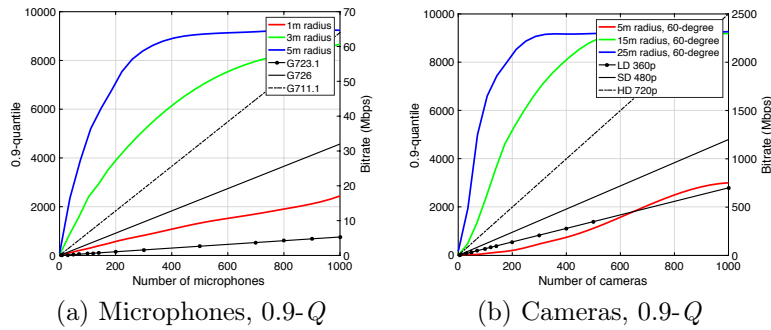 10000
8000
6000
4000
2000
0
0.9-quantile
0
200
400
600
800
1000
Number of microphones
70
60
50
40
30
20
10
0
Bitrate (Mbps)
1m radius
3m radius
5m radius
G723.1
G726
G711.1
(a) Microphones, 0.9-Q
10000
8000
6000
4000
2000
0
0.9-quantile
0
200
400
600
800
1000
Number of cameras
2500
2000
1500
1000
500
0
Bitrate (Mbps)
5m radius, 60-degree
15m radius, 60-degree
25m radius, 60-degree
LD 360p
SD 480p
HD 720p
(b) Cameras, 0.9-Q